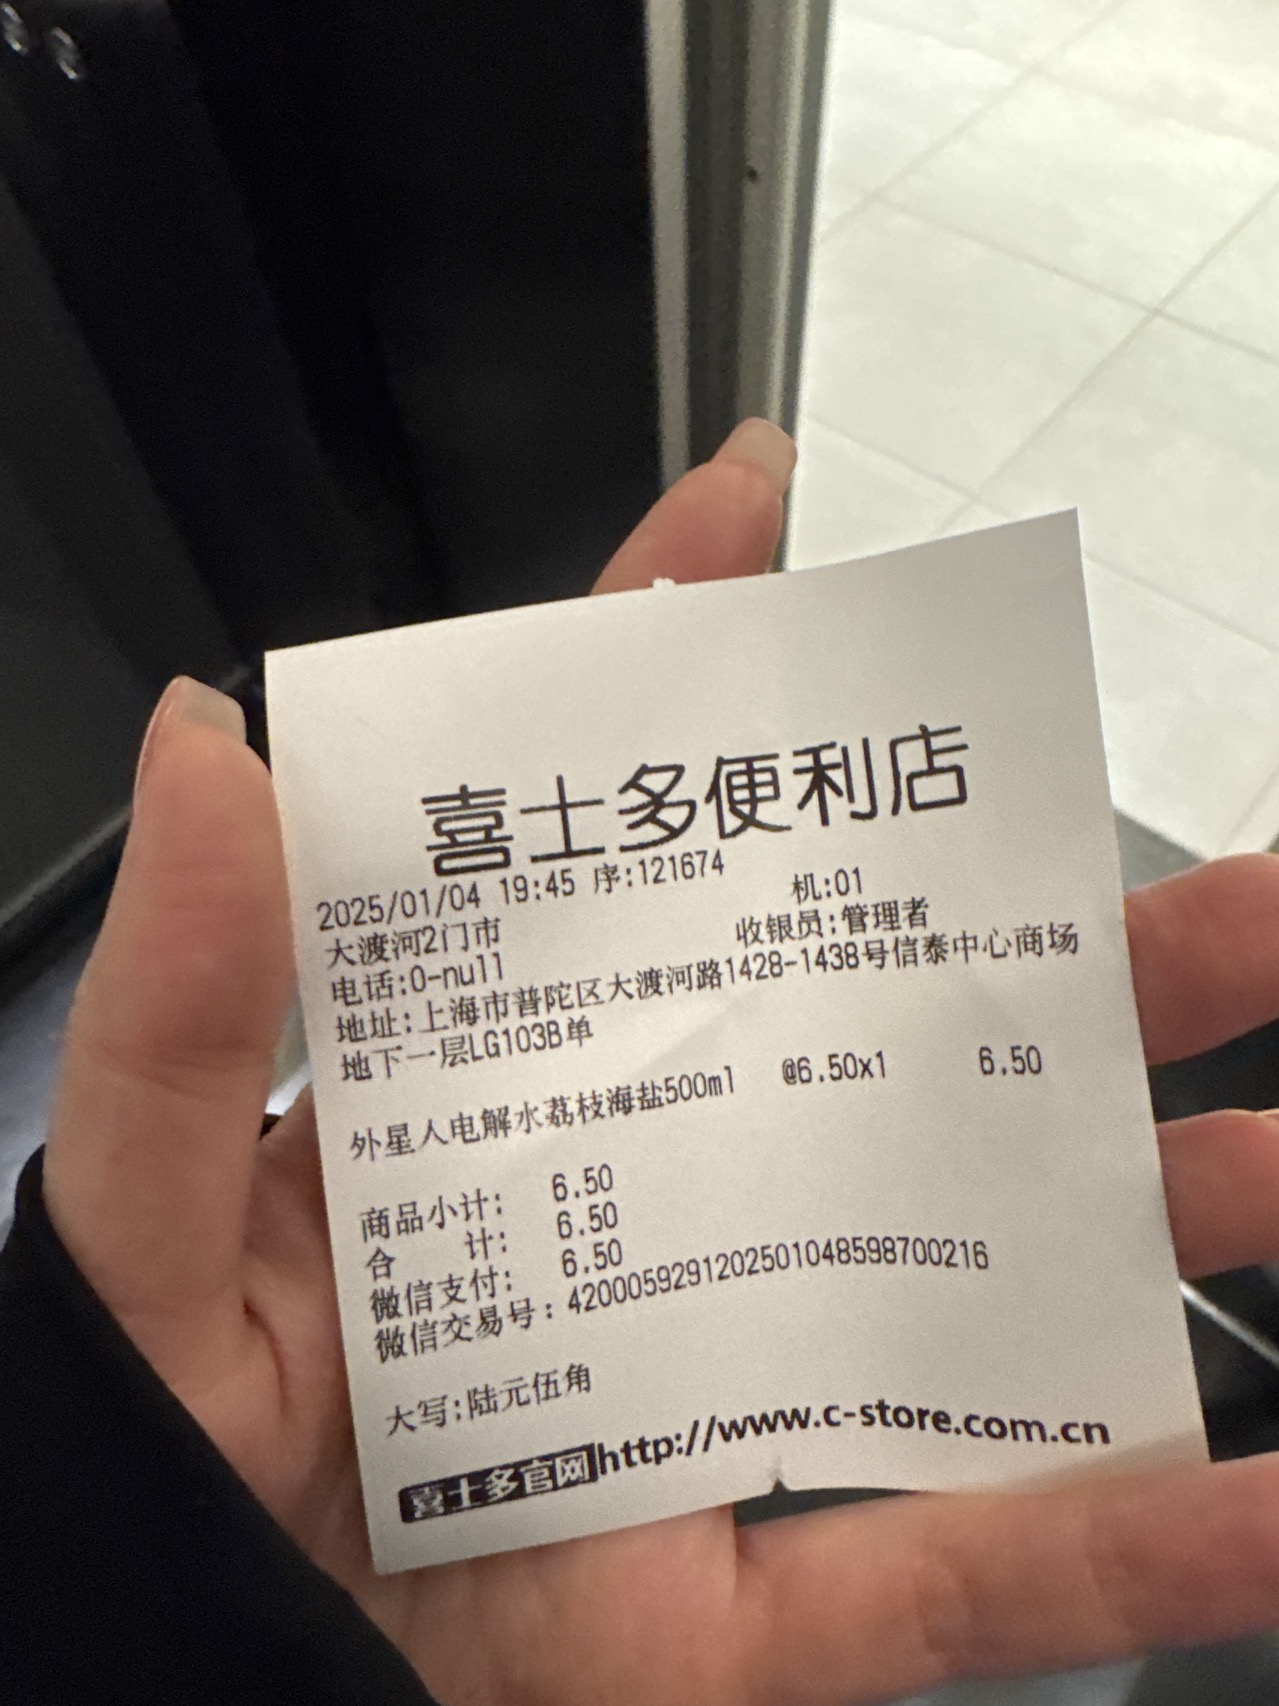 喜士多便利店
2025/01/04 19:45 序:121674 机:01
大渡河2门市 收银员:管理者
电话:0-null
地址:上海市普陀区大渡河路1428-1438号信泰中心商场
地下一层LG103B单
外星人电解水荔枝海盐500ml @6.50x1 6.50
商品小计: 6.50
合 计: 6.50
微信支付: 6.50
微信交易号: 4200059291202501048598700216
大写:陆元伍角
喜士多官网http://www.c-store.com.cn